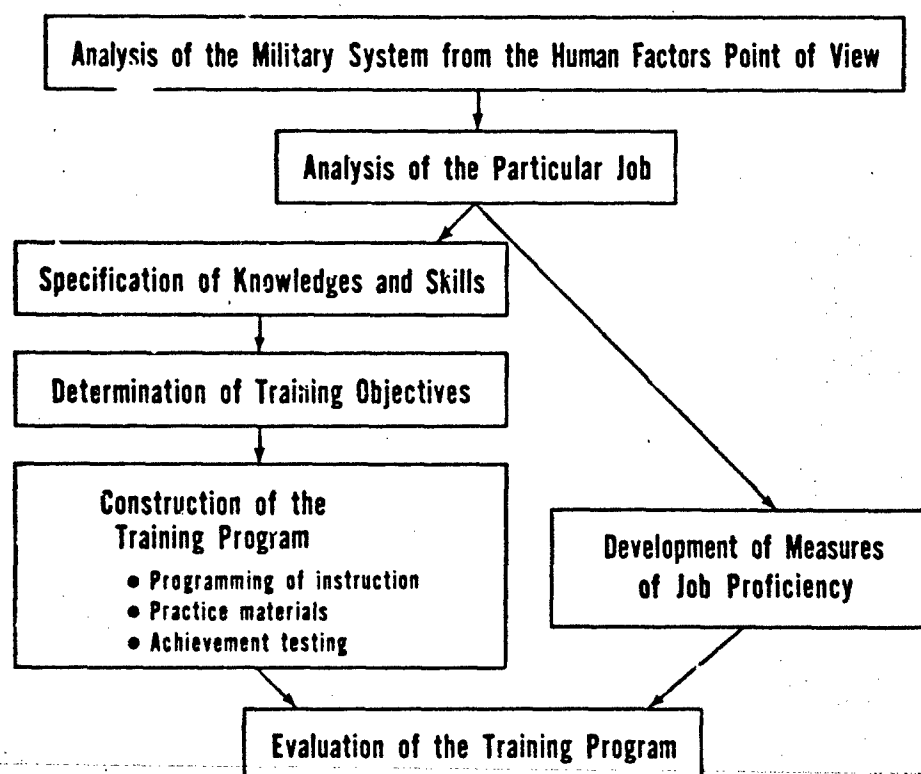 Analysis of the Military System from the Human Factors Point of View
Analysis of the Particular Job
Specification of Knowledges and Skills
Determination of Training Objectives
Construction of the
Training Program
• Programming of instruction
• Practice materials
• Achievement testing
Development of Measures
of Job Proficiency
Evaluation of the Training Program